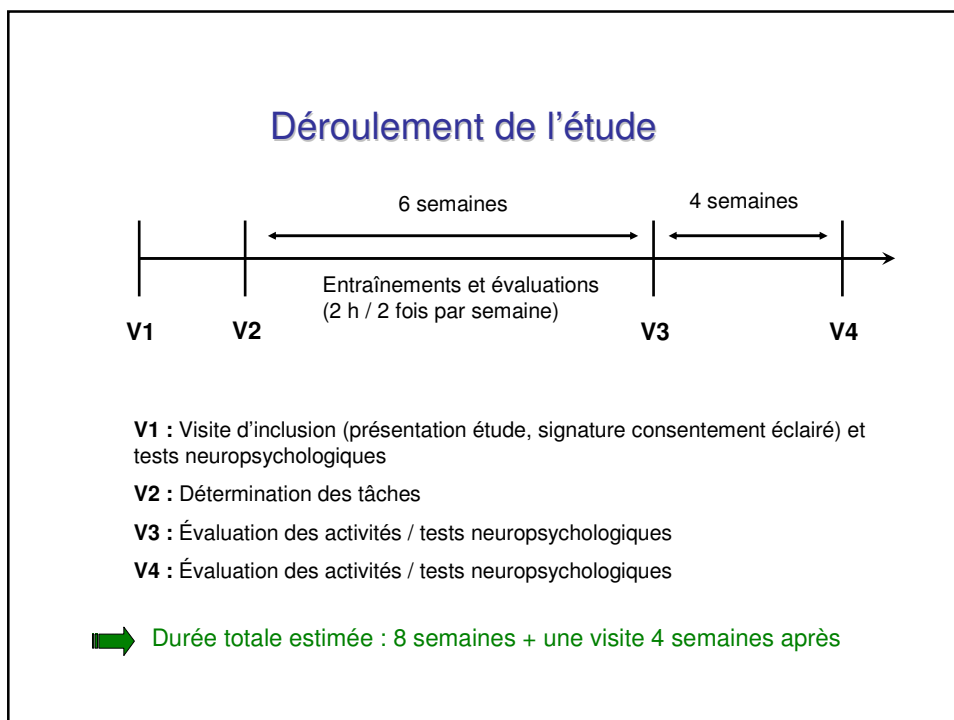 Déroulement de l'étude
6 semaines
4 semaines
Entraînements et évaluations
(2 h / 2 fois par semaine)
V1
V2
V3
V4
V1 : Visite d'inclusion (présentation étude, signature consentement éclairé) et
tests neuropsychologiques
V2 : Détermination des tâches
V3 : Évaluation des activités / tests neuropsychologiques
V4 : Évaluation des activités / tests neuropsychologiques
Durée totale estimée : 8 semaines + une visite 4 semaines après